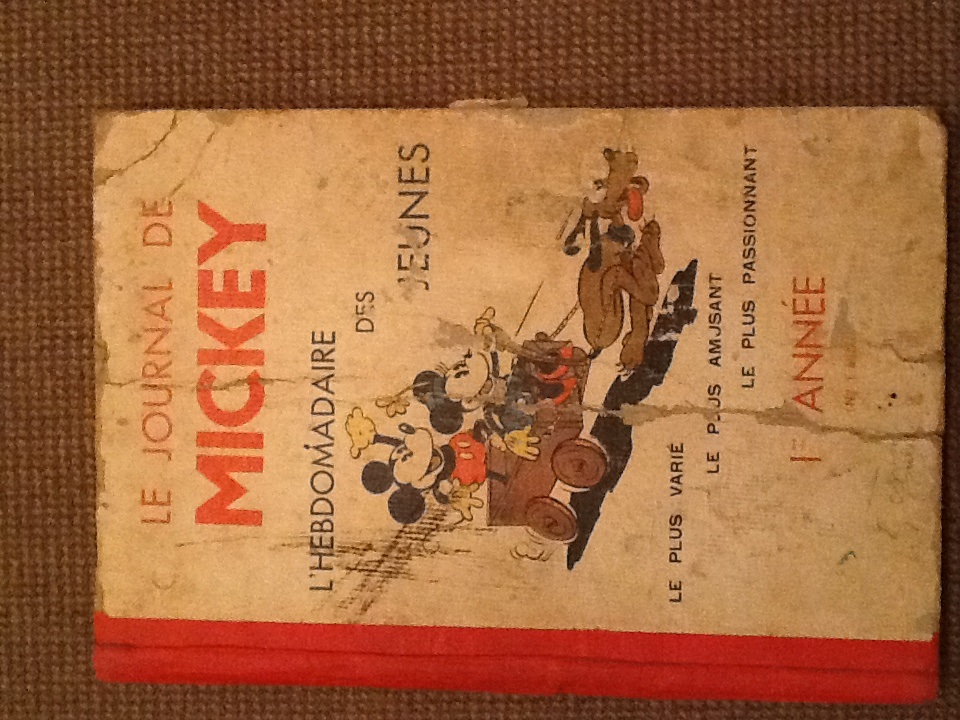 LE JOURNAL DE
MICKEY
L'HEBDOMADAIRE
DES
JEUNES
LE PLUS VARIÉ
LE PLUS AMUSANT
LE PLUS PASSIONNANT
ANNÉE